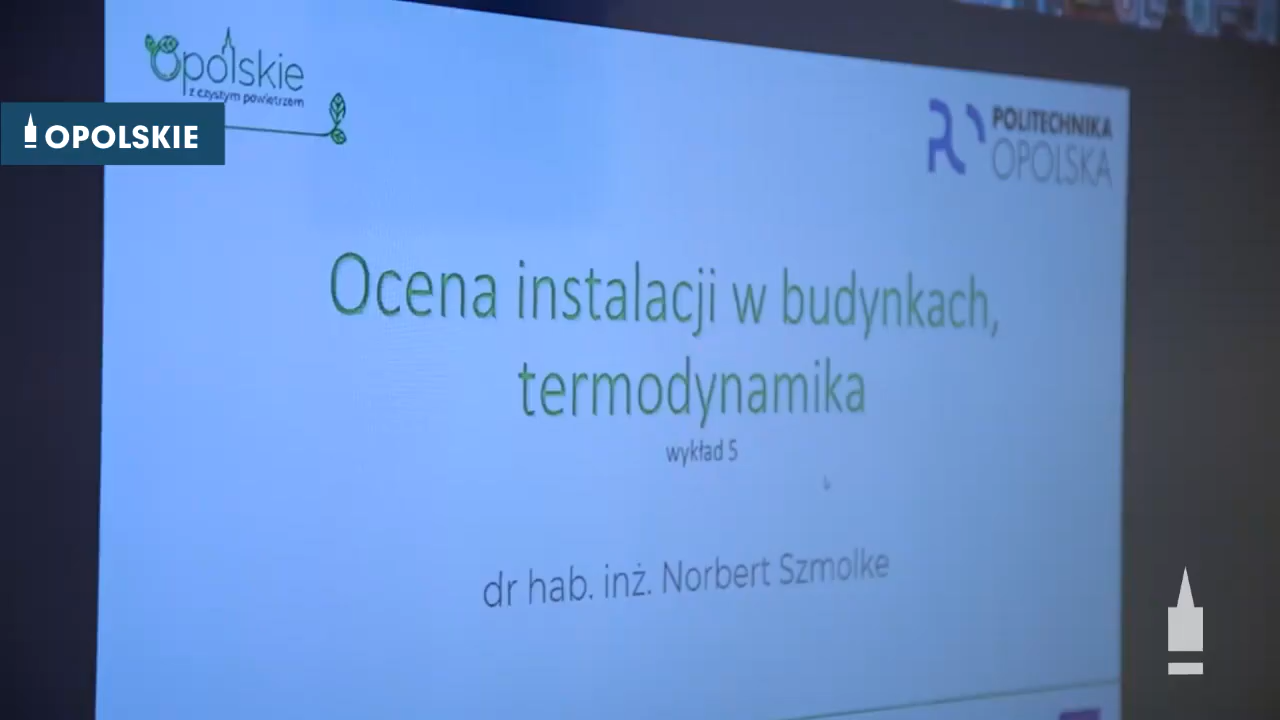 Opolskie
z czystym powietrzem
OPOLSKIE
POLITECHNIKA
OPOLSKA
Ocena instalacji w budynkach,
termodynamika
wykład 5
dr hab. inż. Norbert Szmolke